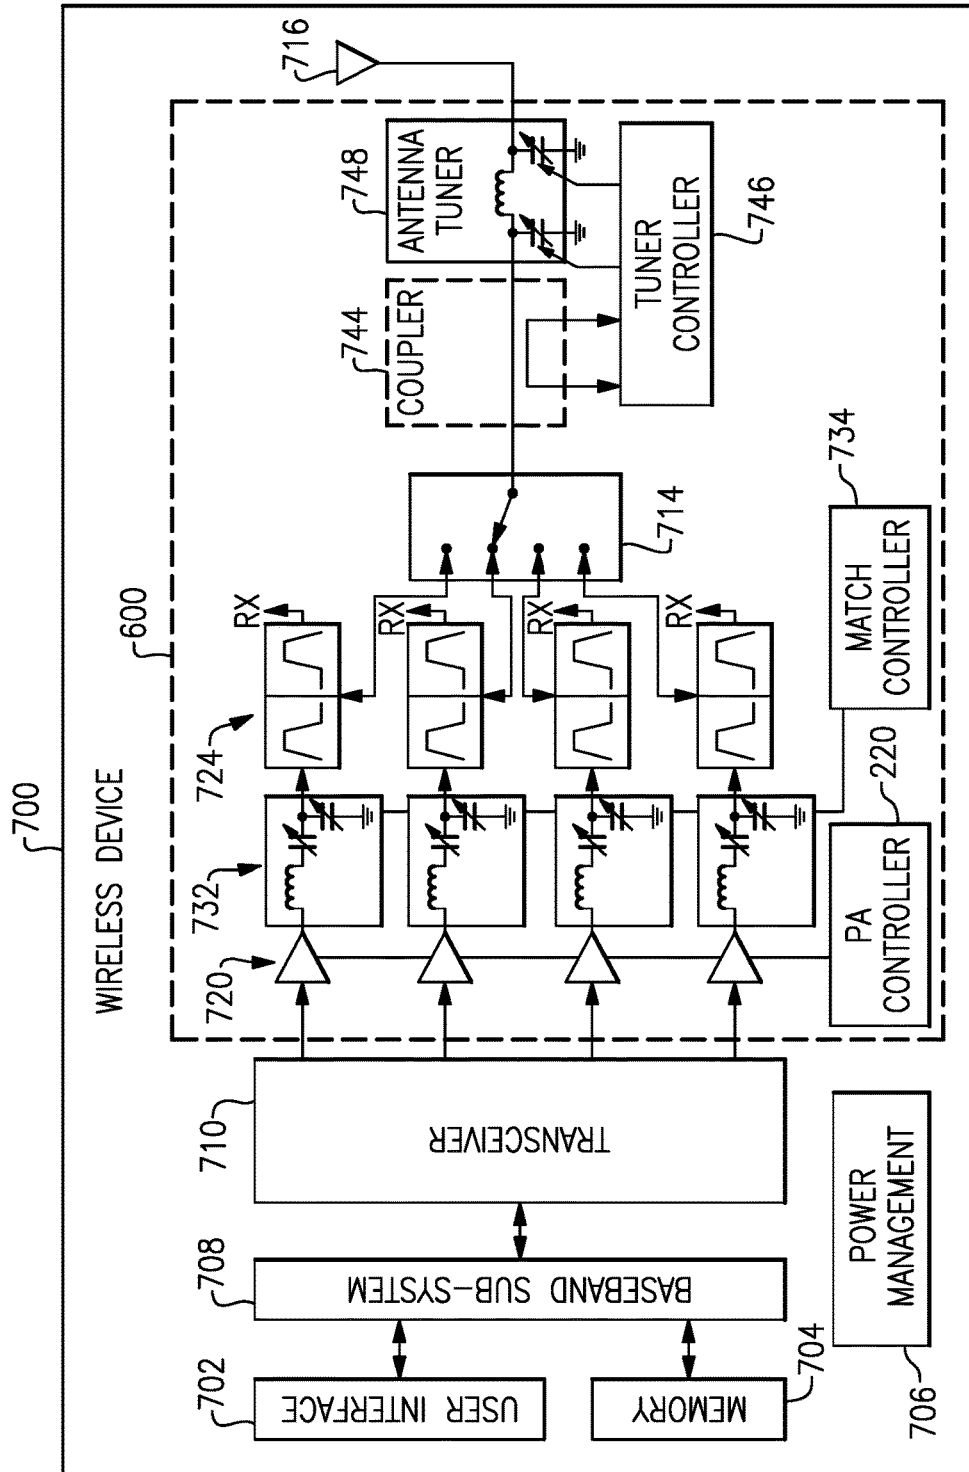 700
WIRELESS DEVICE
600
716
748
ANTENNA
TUNER
744
COUPLER
746
TUNER
CONTROLLER
714
734
MATCH
CONTROLLER
RX
RX
RX
RX
724
732
720
220
PA
CONTROLLER
710
TRANSCEIVER
708
BASEBAND SUB-SYSTEM
702
USER INTERFACE
704
MEMORY
POWER
MANAGEMENT
706